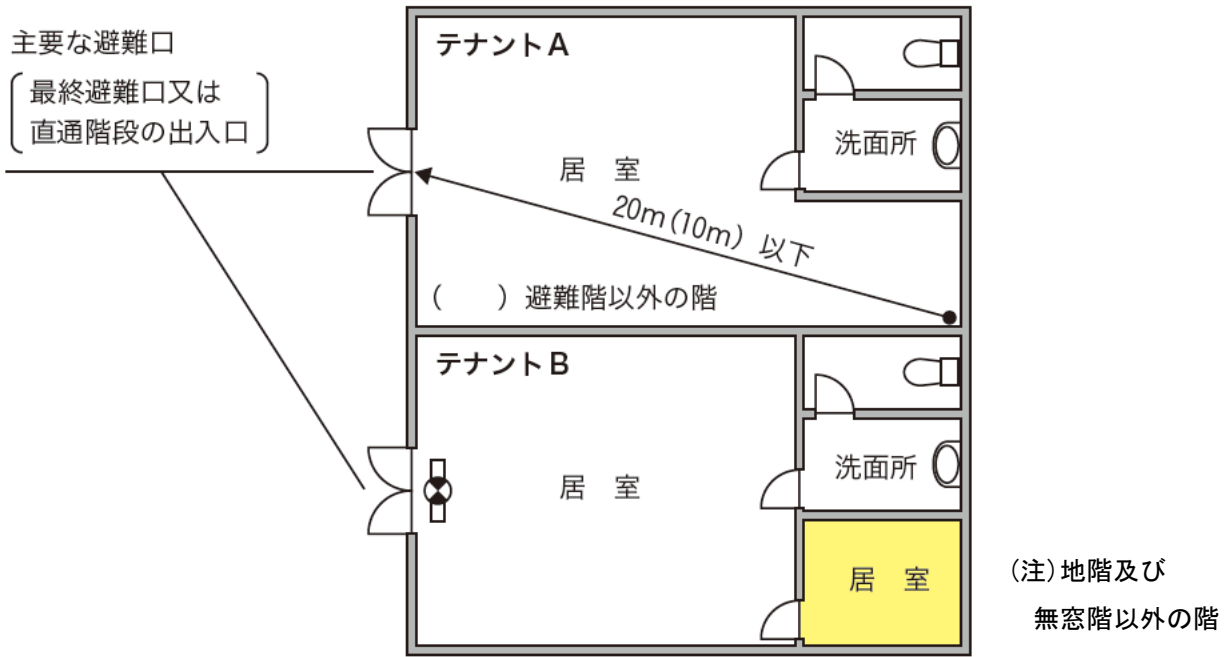 主要な避難口
最終避難口又は
直通階段の出入口
テナントA
洗面所
居 室
20m(10m) 以下
( )避難階以外の階
テナントB
洗面所
居 室
居 室
(注)地階及び
無窓階以外の階